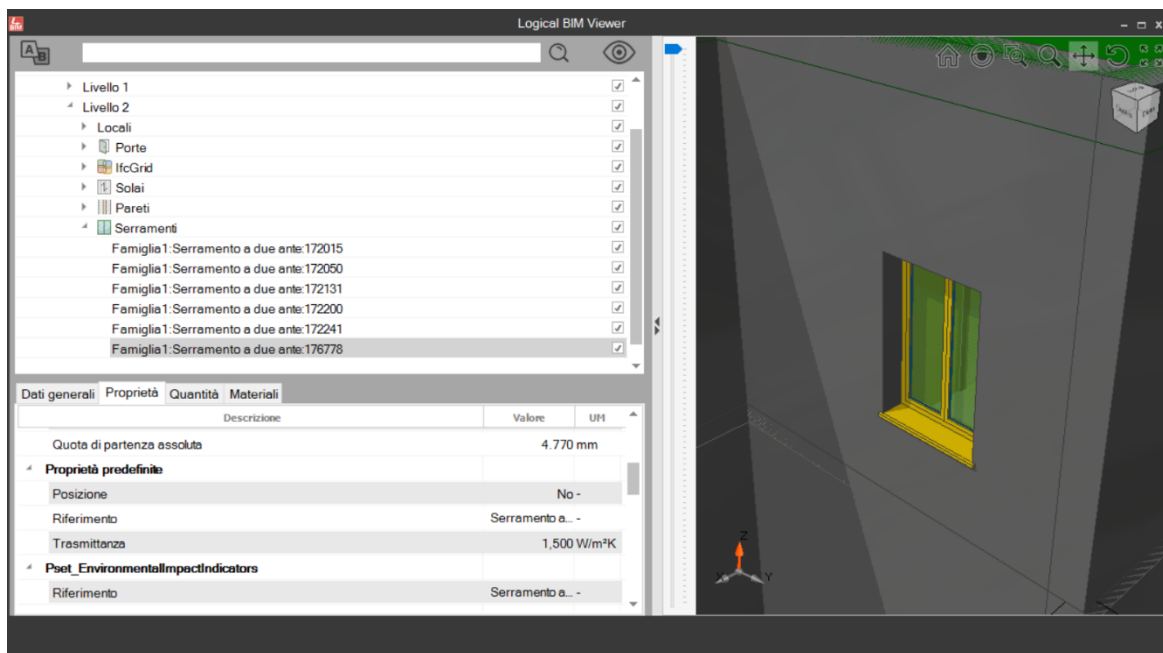 Logical BIM Viewer
BIM
A B
Livello 1
Livello 2
Locali
Porte
IfcGrid
Solai
Pareti
Serramenti
Famiglia1:Serramento a due ante:172015
Famiglia1:Serramento a due ante:172050
Famiglia1:Serramento a due ante:172131
Famiglia1:Serramento a due ante:172200
Famiglia1:Serramento a due ante:172241
Famiglia1:Serramento a due ante:176778
Dati generali Proprietà Quantità Materiali
Descrizione Valore UM
Quota di partenza assoluta 4.770 mm
Proprietà predefinite
Posizione No -
Riferimento Serramento a... -
Trasmittanza 1,500 W/m²K
Pset_EnvironmentalImpactIndicators
Riferimento Serramento a... -
Z
X Y